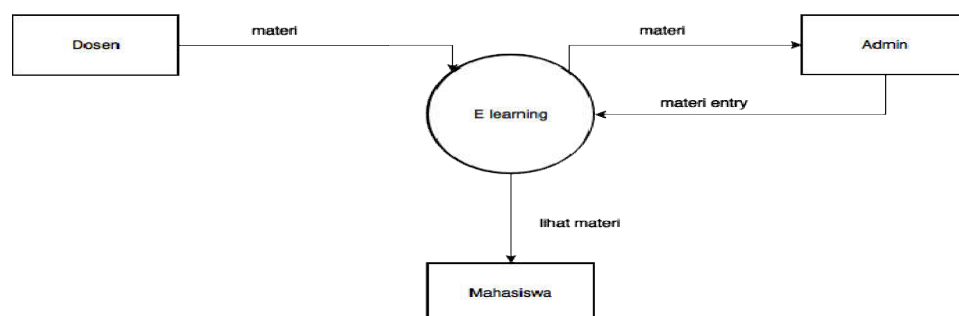 materi
materi
Dosen
Admin
materi entry
E learning
lihat materi
Mahasiswa